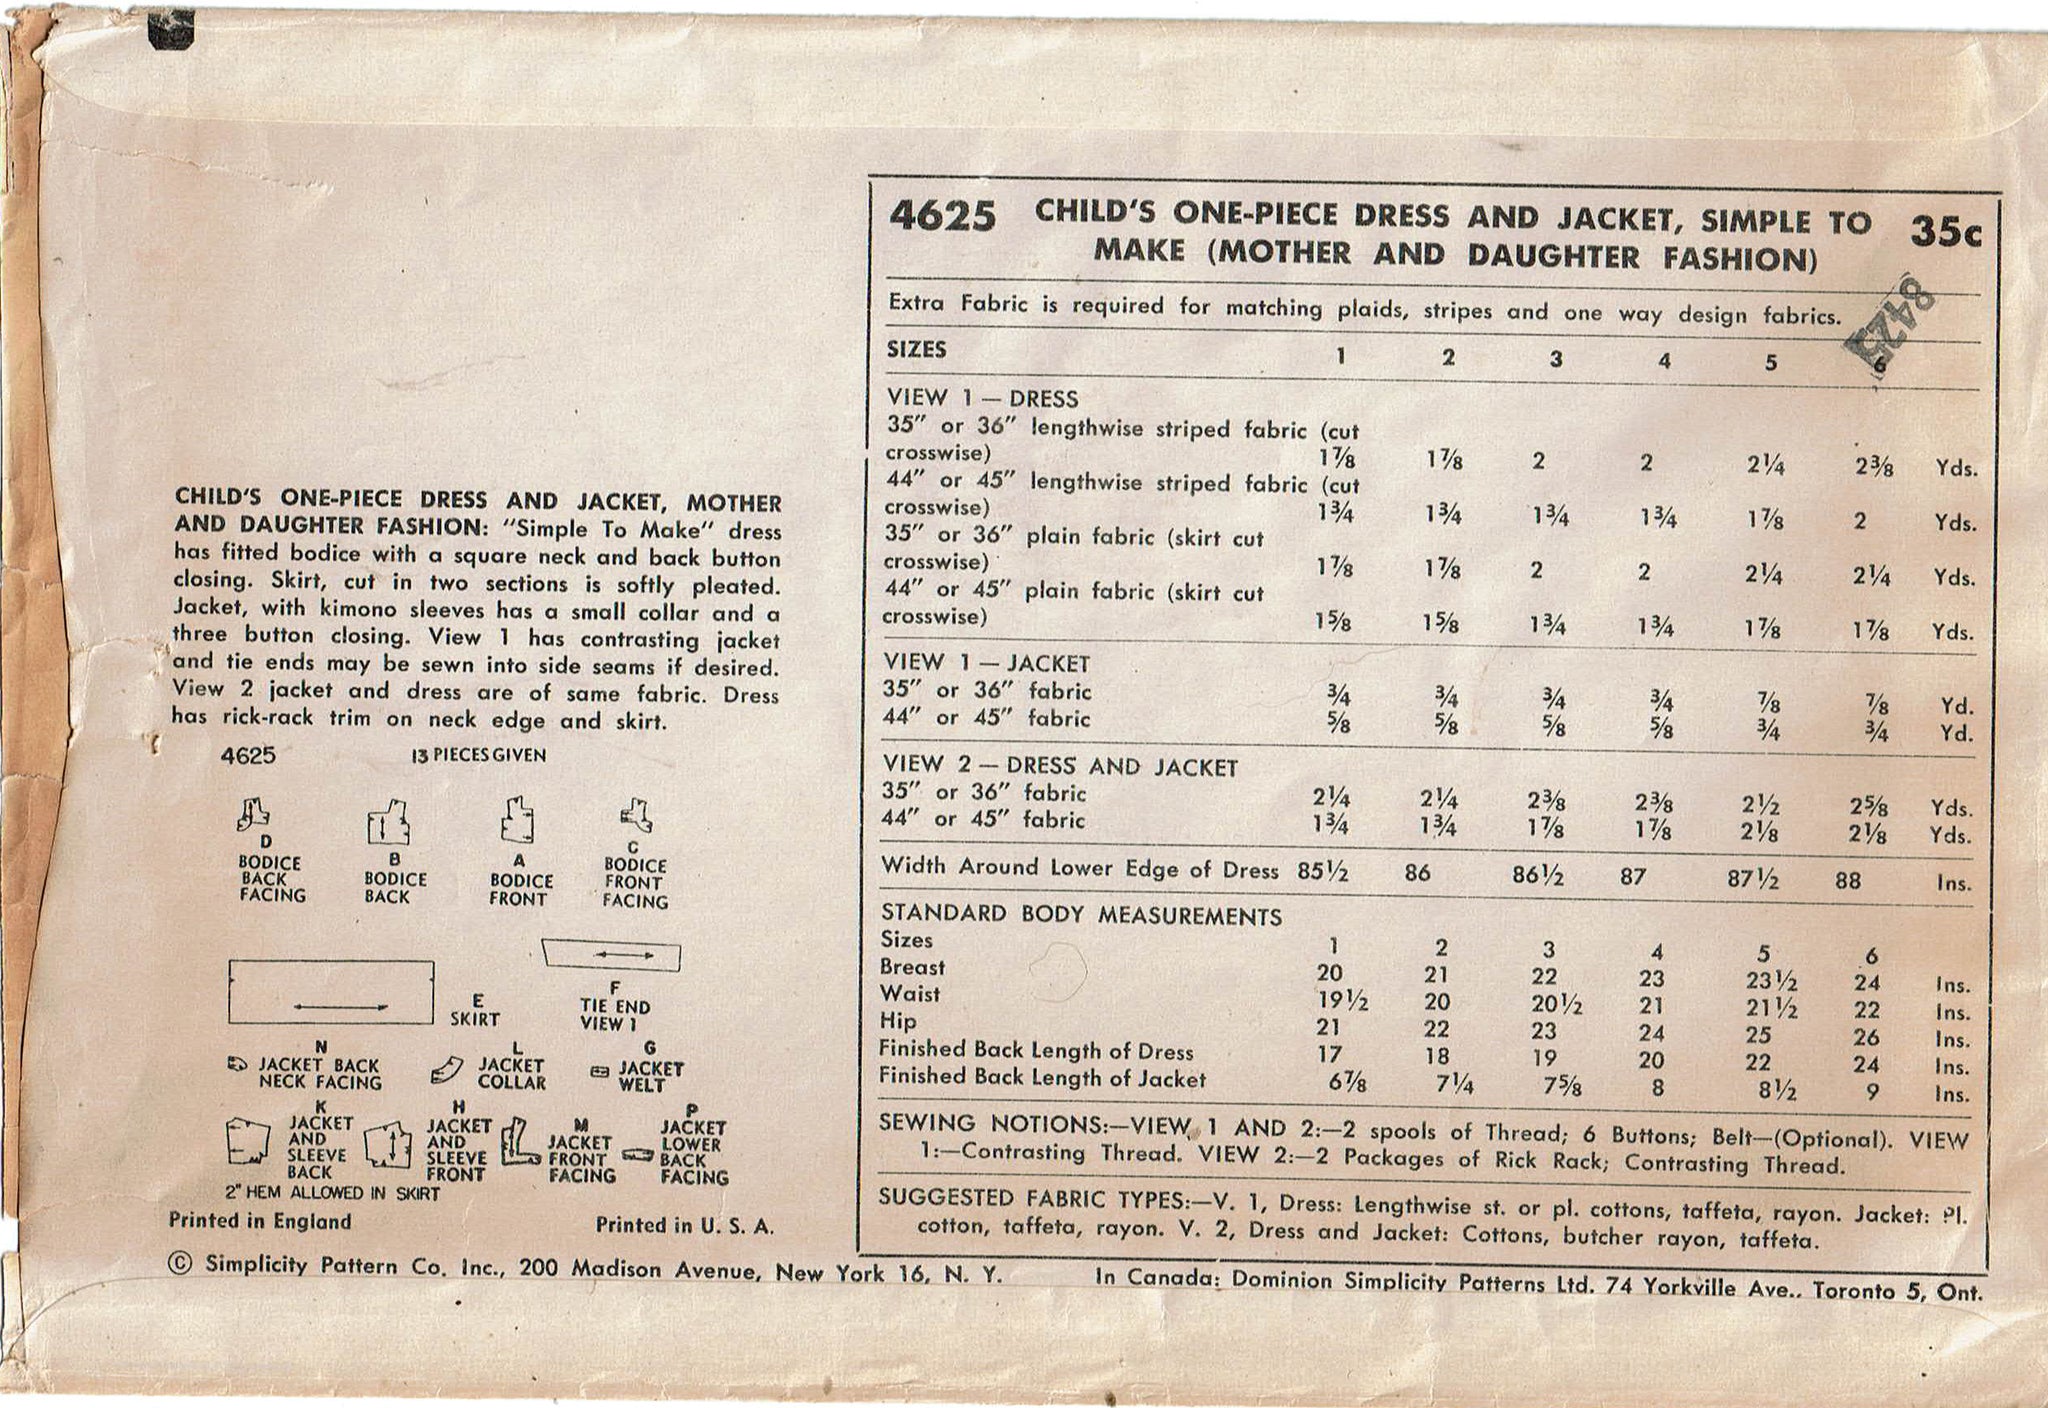 CHILD'S ONE-PIECE DRESS AND JACKET, MOTHER
AND DAUGHTER FASHION: "Simple To Make" dress
has fitted bodice with a square neck and back button
closing. Skirt, cut in two sections is softly pleated.
Jacket, with kimono sleeves has a small collar and a
three button closing. View 1 has contrasting jacket
and tie ends may be sewn into side seams if desired.
View 2 jacket and dress are of same fabric. Dress
has rick-rack trim on neck edge and skirt.
4625 13 PIECES GIVEN
D
BODICE
BACK
FACING
B
BODICE
BACK
A
BODICE
FRONT
C
BODICE
FRONT
FACING
E
SKIRT
F
TIE END
VIEW 1
N
JACKET BACK
NECK FACING
L
JACKET
COLLAR
G
JACKET
WELT
K
JACKET
AND
SLEEVE
BACK
H
JACKET
AND
SLEEVE
FRONT
M
JACKET
FRONT
FACING
P
JACKET
LOWER
BACK
FACING
2" HEM ALLOWED IN SKIRT
Printed in England Printed in U. S. A.
4625 CHILD'S ONE-PIECE DRESS AND JACKET, SIMPLE TO 35c
MAKE (MOTHER AND DAUGHTER FASHION)
8425
Extra Fabric is required for matching plaids, stripes and one way design fabrics.
SIZES 1 2 3 4 5 6
VIEW 1 — DRESS
35" or 36" lengthwise striped fabric (cut
crosswise) 1⅞ 1⅞ 2 2 2¼ 2⅜ Yds.
44" or 45" lengthwise striped fabric (cut
crosswise) 1¾ 1¾ 1¾ 1¾ 1⅞ 2 Yds.
35" or 36" plain fabric (skirt cut
crosswise) 1⅞ 1⅞ 2 2 2¼ 2¼ Yds.
44" or 45" plain fabric (skirt cut
crosswise) 1⅝ 1⅝ 1¾ 1¾ 1⅞ 1⅞ Yds.
VIEW 1 — JACKET
35" or 36" fabric ¾ ¾ ¾ ¾ ⅞ ⅞ Yd.
44" or 45" fabric ⅝ ⅝ ⅝ ⅝ ¾ ¾ Yd.
VIEW 2 — DRESS AND JACKET
35" or 36" fabric 2¼ 2¼ 2⅜ 2⅜ 2½ 2⅝ Yds.
44" or 45" fabric 1¾ 1¾ 1⅞ 1⅞ 2⅛ 2⅛ Yds.
Width Around Lower Edge of Dress 85½ 86 86½ 87 87½ 88 Ins.
STANDARD BODY MEASUREMENTS
Sizes 1 2 3 4 5 6
Breast 20 21 22 23 23½ 24 Ins.
Waist 19½ 20 20½ 21 21½ 22 Ins.
Hip 21 22 23 24 25 26 Ins.
Finished Back Length of Dress 17 18 19 20 22 24 Ins.
Finished Back Length of Jacket 6⅞ 7¼ 7⅝ 8 8½ 9 Ins.
SEWING NOTIONS:—VIEW 1 AND 2:—2 spools of Thread; 6 Buttons; Belt—(Optional). VIEW
1:—Contrasting Thread. VIEW 2:—2 Packages of Rick Rack; Contrasting Thread.
SUGGESTED FABRIC TYPES:—V. 1, Dress: Lengthwise st. or pl. cottons, taffeta, rayon. Jacket: Pl.
cotton, taffeta, rayon. V. 2, Dress and Jacket: Cottons, butcher rayon, taffeta.
© Simplicity Pattern Co. Inc., 200 Madison Avenue, New York 16, N. Y. In Canada: Dominion Simplicity Patterns Ltd. 74 Yorkville Ave., Toronto 5, Ont.